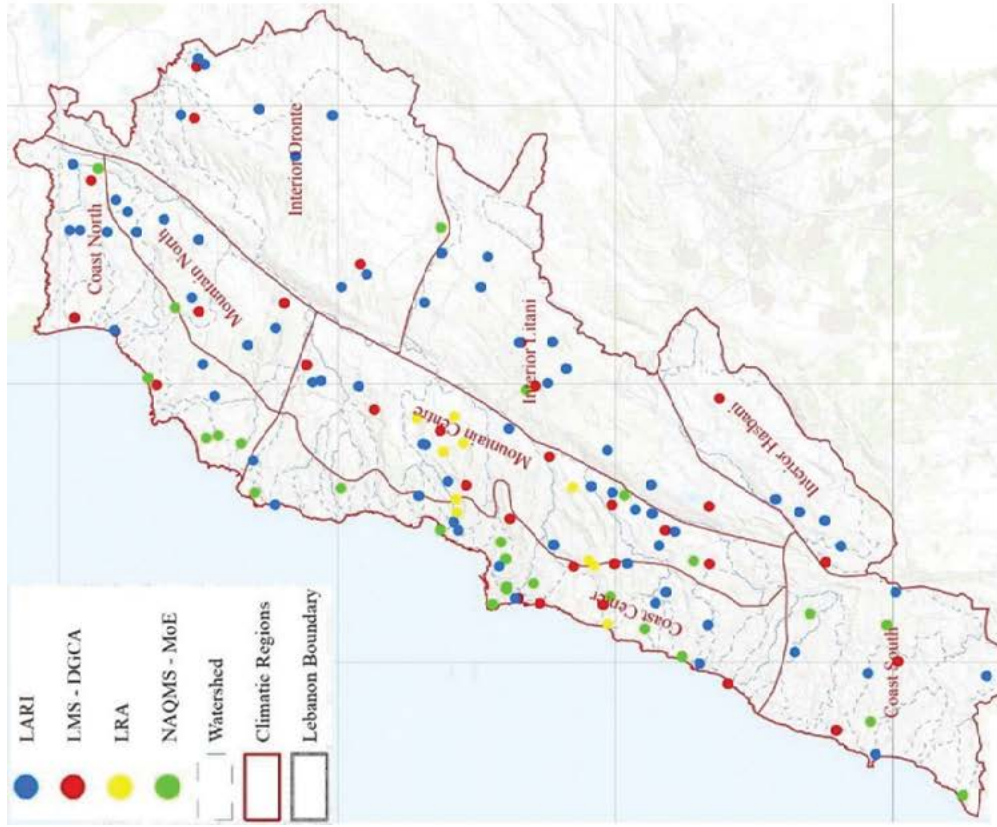 LARI
LMS - DGCA
LRA
NAQMS - MoE
Watershed
Climatic Regions
Lebanon Boundary
Coast North
Mountain North
Interior Oronte
Mountain Centre
Interior Litani
Interior Hasbani
Coast Center
Coast South